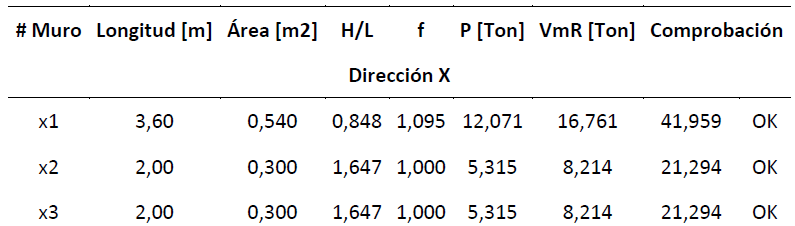 # Muro Longitud [m] Área [m2] H/L f P [Ton] VmR [Ton] Comprobación
Dirección X
x1 3,60 0,540 0,848 1,095 12,071 16,761 41,959 OK
x2 2,00 0,300 1,647 1,000 5,315 8,214 21,294 OK
x3 2,00 0,300 1,647 1,000 5,315 8,214 21,294 OK